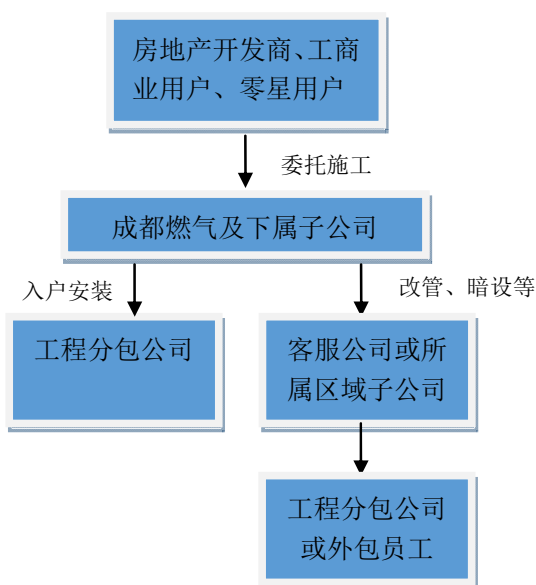 房地产开发商、工商
业用户、零星用户
委托施工
成都燃气及下属子公司
入户安装
改管、暗设等
工程分包公司
客服公司或所
属区域子公司
工程分包公司
或外包员工